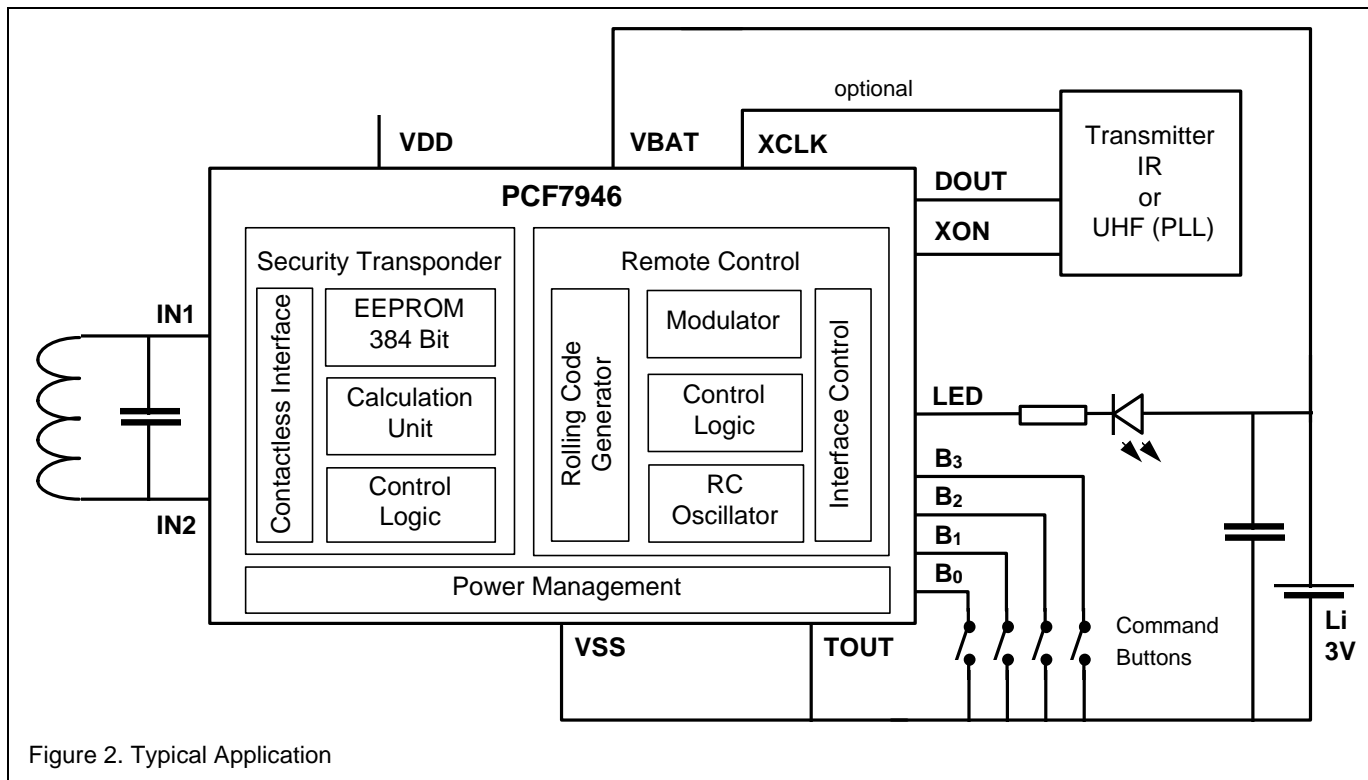 optional
VDD
VBAT
XCLK
Transmitter
IR
or
UHF (PLL)
DOUT
XON
PCF7946
Security Transponder
Remote Control
IN1
IN2
Contactless Interface
EEPROM
384 Bit
Calculation
Unit
Control
Logic
Rolling Code
Generator
Modulator
Control
Logic
RC
Oscillator
Interface Control
LED
B3
B2
B1
B0
Power Management
VSS
TOUT
Command
Buttons
Li
3V
Figure 2. Typical Application